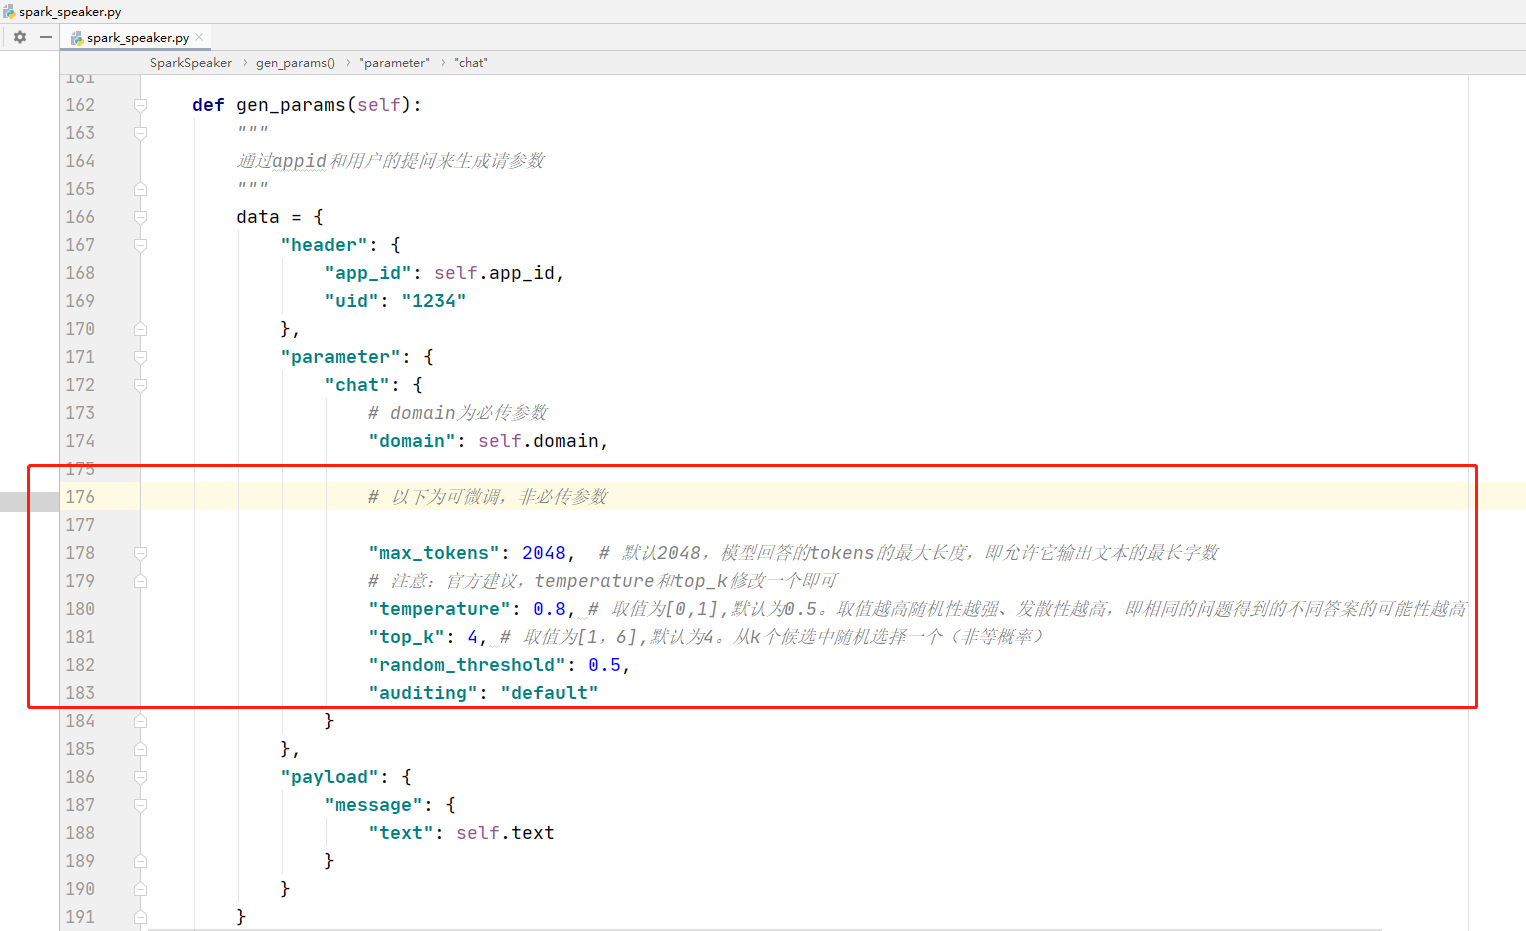 spark_speaker.py
spark_speaker.py
SparkSpeaker > gen_params() > "parameter" > "chat"
161
162 def gen_params(self):
163 """
164 通过appid和用户的提问来生成请参数
165 """
166 data = {
167 "header": {
168 "app_id": self.app_id,
169 "uid": "1234"
170 },
171 "parameter": {
172 "chat": {
173 # domain为必传参数
174 "domain": self.domain,
175
176 # 以下为可微调，非必传参数
177
178 "max_tokens": 2048, # 默认2048，模型回答的tokens的最大长度，即允许它输出文本的最长字数
179 # 注意：官方建议，temperature和top_k修改一个即可
180 "temperature": 0.8, # 取值为[0,1],默认为0.5。取值越高随机性越强、发散性越高，即相同的问题得到的不同答案的可能性越高
181 "top_k": 4, # 取值为[1，6],默认为4。从k个候选中随机选择一个（非等概率）
182 "random_threshold": 0.5,
183 "auditing": "default"
184 }
185 },
186 "payload": {
187 "message": {
188 "text": self.text
189 }
190 }
191 }